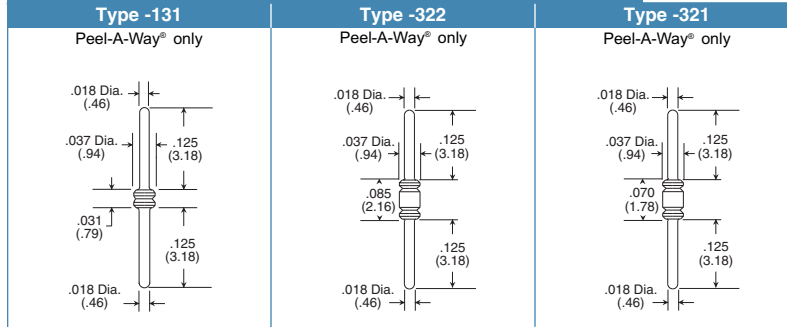 Type -131
Peel-A-Way® only
.018 Dia.
(.46)
.037 Dia.
(.94)
.125
(3.18)
.031
(.79)
.125
(3.18)
.018 Dia.
(.46)
Type -322
Peel-A-Way® only
.018 Dia.
(.46)
.037 Dia.
(.94)
.125
(3.18)
.085
(2.16)
.125
(3.18)
.018 Dia.
(.46)
Type -321
Peel-A-Way® only
.018 Dia.
(.46)
.037 Dia.
(.94)
.125
(3.18)
.070
(1.78)
.125
(3.18)
.018 Dia.
(.46)